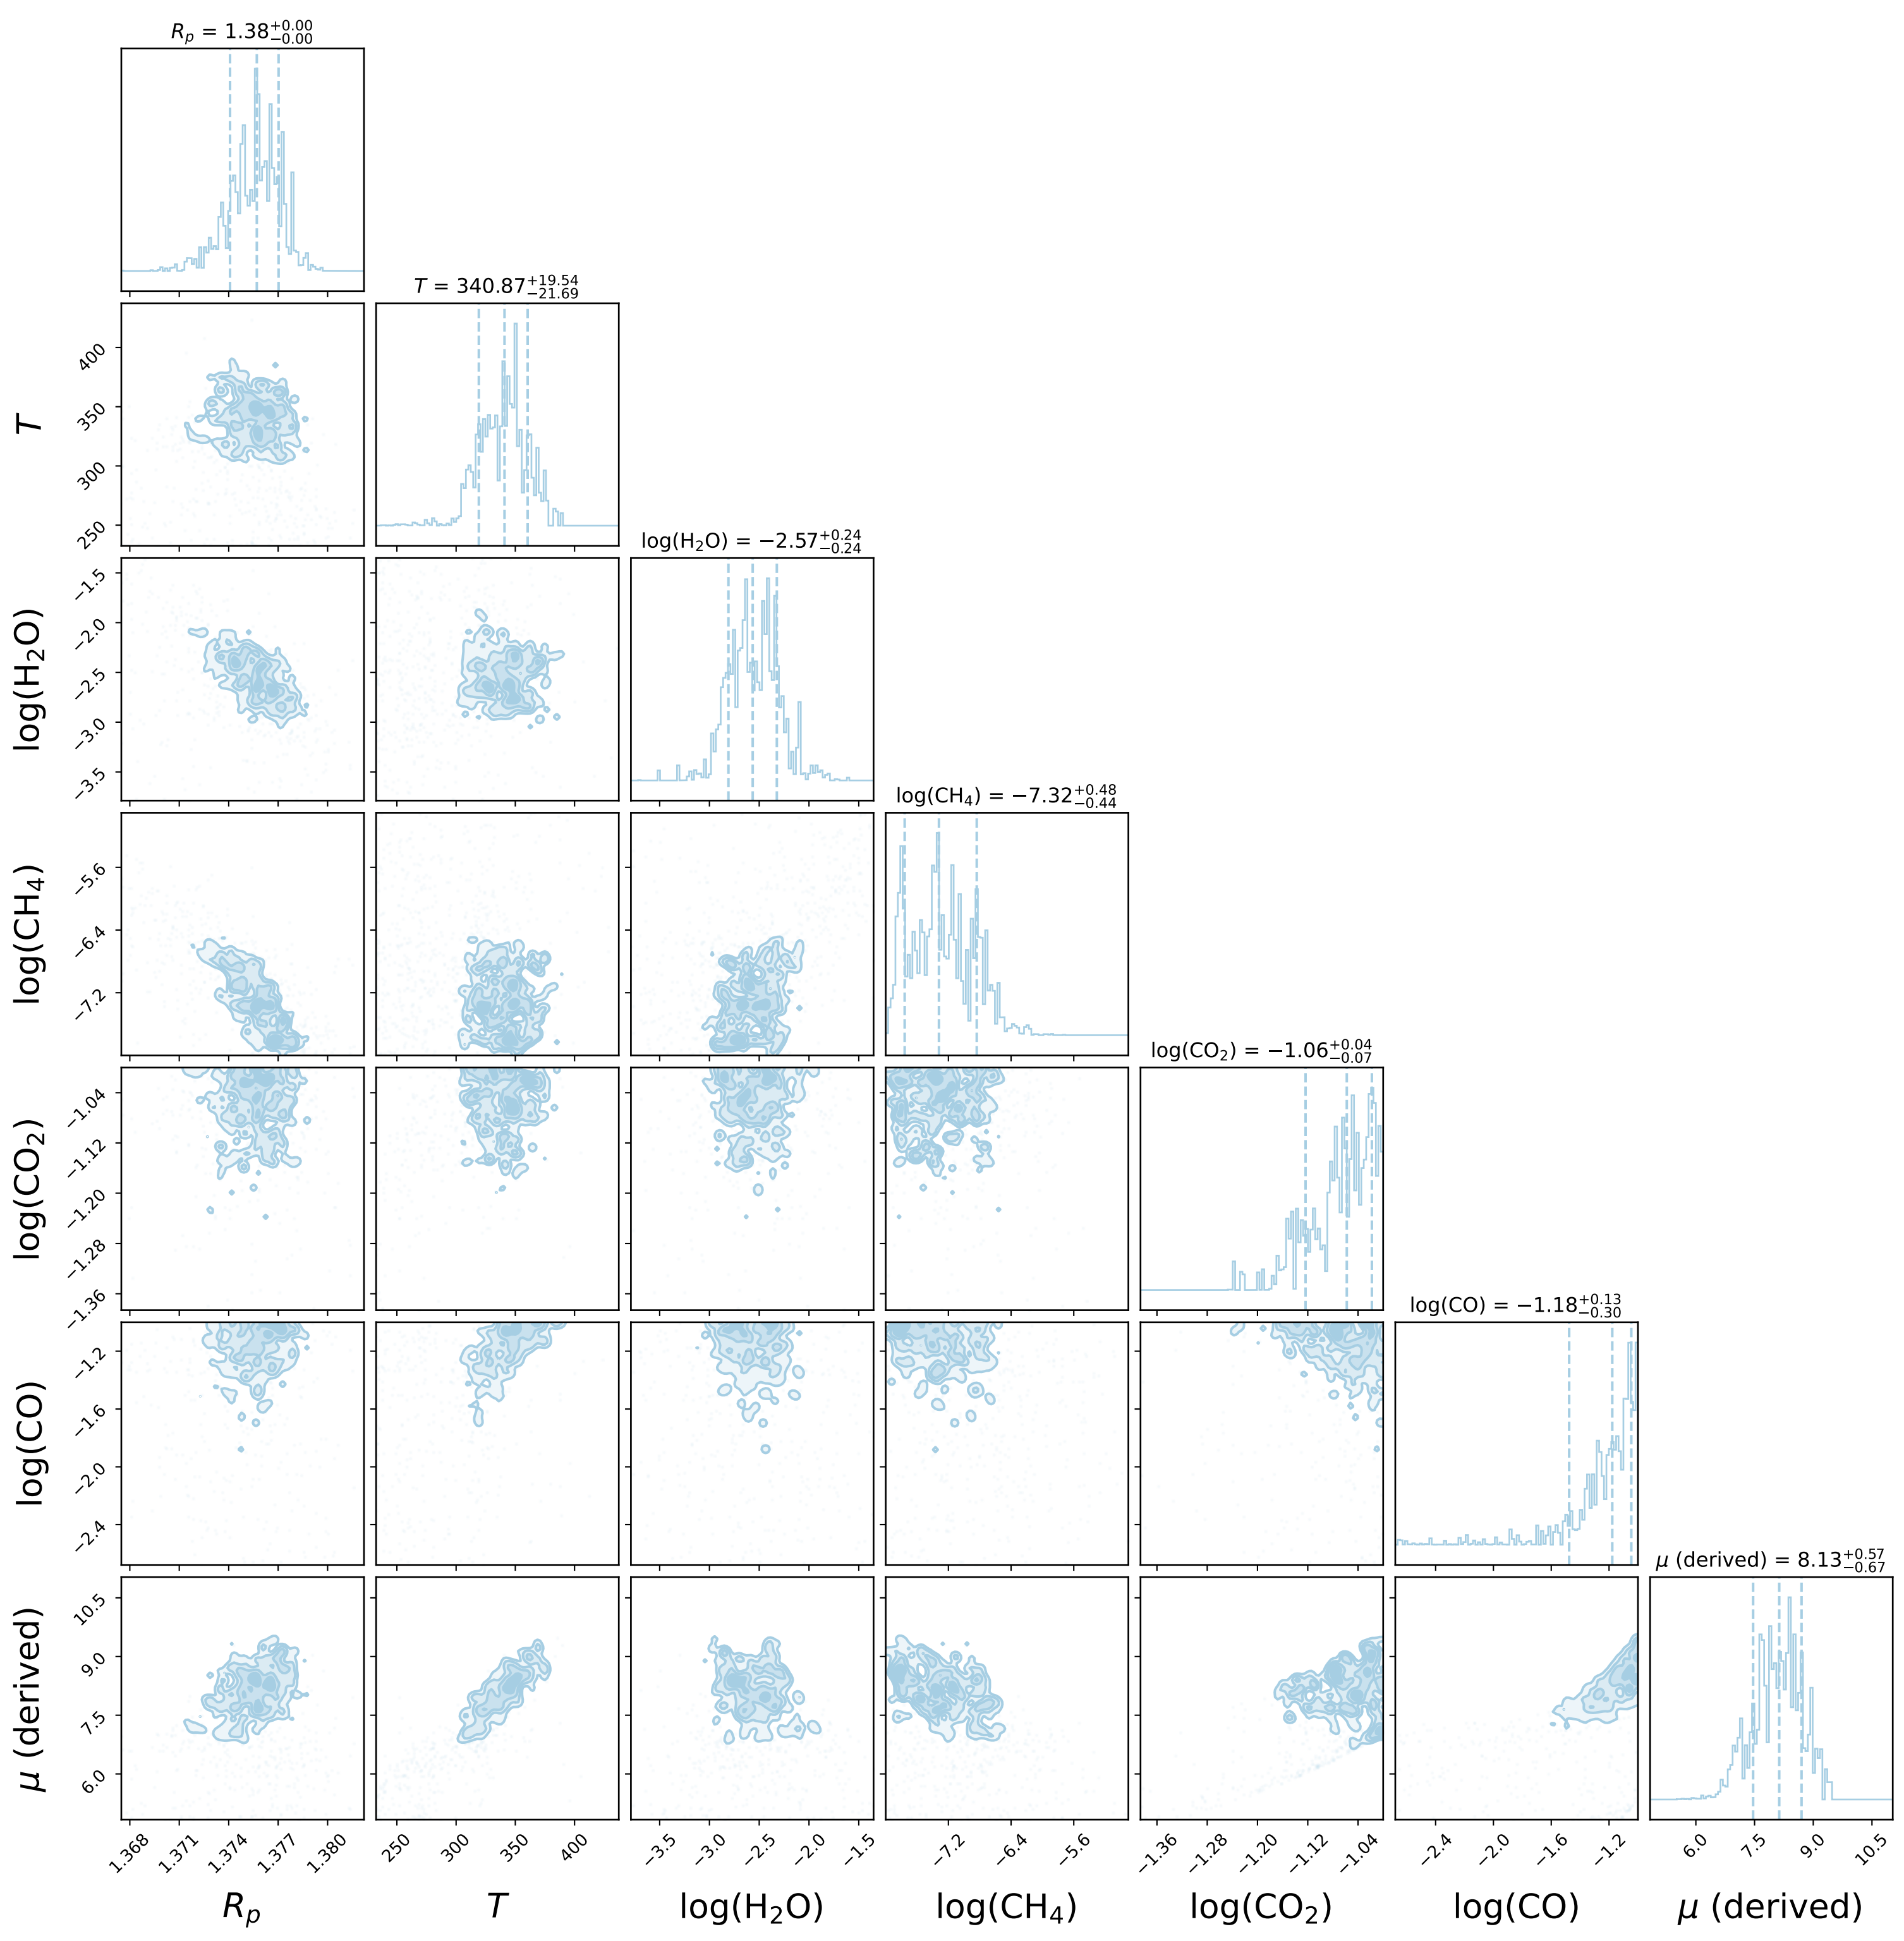 R_p = 1.38^{+0.00}_{−0.00}
T = 340.87^{+19.54}_{−21.69}
400
350
300
250
T
log(H₂O) = −2.57^{+0.24}_{−0.24}
−1.5
−2.0
−2.5
−3.0
−3.5
log(H₂O)
log(CH₄) = −7.32^{+0.48}_{−0.44}
−5.6
−6.4
−7.2
log(CH₄)
log(CO₂) = −1.06^{+0.04}_{−0.07}
−1.04
−1.12
−1.20
−1.28
−1.36
log(CO₂)
log(CO) = −1.18^{+0.13}_{−0.30}
−1.2
−1.6
−2.0
−2.4
log(CO)
μ (derived) = 8.13^{+0.57}_{−0.67}
10.5
9.0
7.5
6.0
μ (derived)
1.368 1.371 1.374 1.377 1.380 250 300 350 400 −3.5 −3.0 −2.5 −2.0 −1.5 −7.2 −6.4 −5.6 −1.36 −1.28 −1.20 −1.12 −1.04 −2.4 −2.0 −1.6 −1.2 6.0 7.5 9.0 10.5
R_p T log(H₂O) log(CH₄) log(CO₂) log(CO) μ (derived)